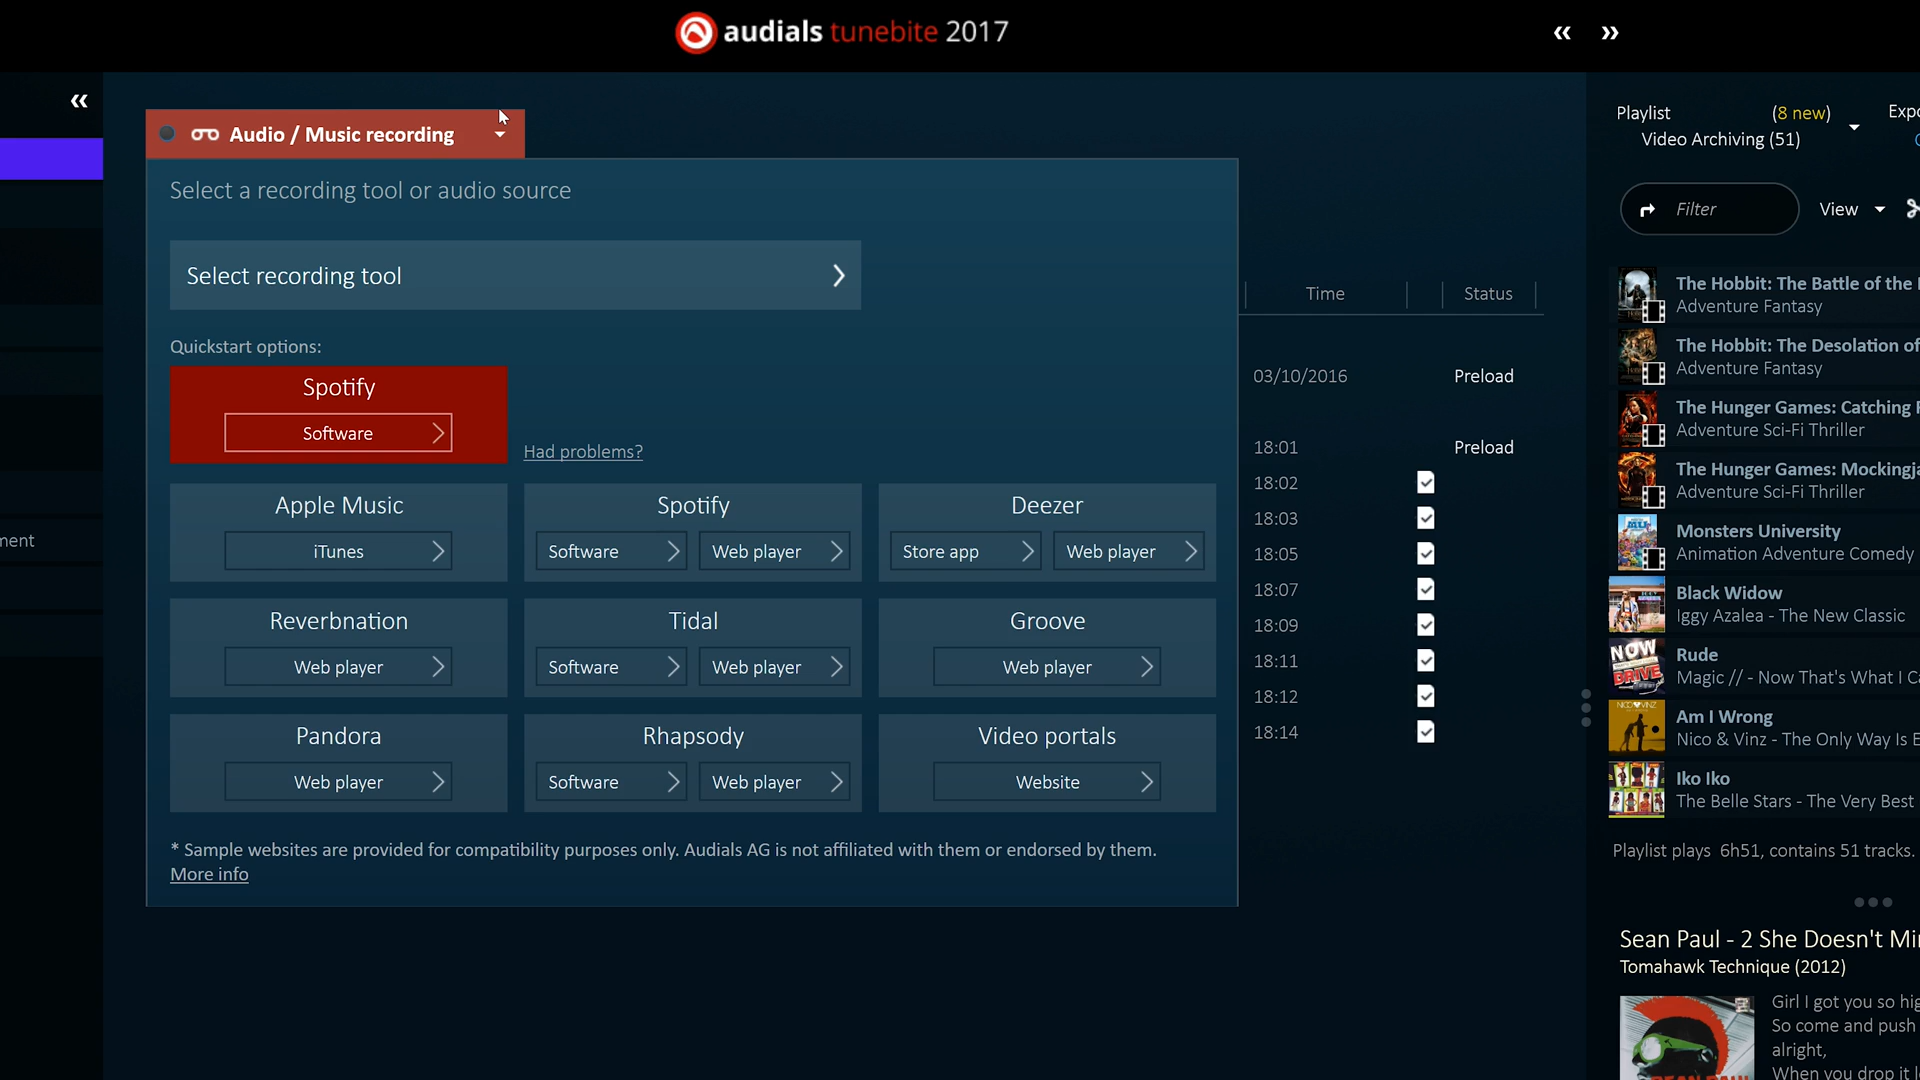 audials tunebite 2017
Audio / Music recording
Select a recording tool or audio source
Select recording tool
Quickstart options:
Spotify
Software
Had problems?
Apple Music
iTunes
Spotify
Software
Web player
Deezer
Store app
Web player
Reverbnation
Web player
Tidal
Software
Web player
Groove
Web player
Pandora
Web player
Rhapsody
Software
Web player
Video portals
Website
* Sample websites are provided for compatibility purposes only. Audials AG is not affiliated with them or endorsed by them.
More info
ment
Time
Status
03/10/2016
Preload
18:01
Preload
18:02
18:03
18:05
18:07
18:09
18:11
18:12
18:14
Playlist (8 new)
Video Archiving (51)
Expo
Filter
View
The Hobbit: The Battle of the
Adventure Fantasy
The Hobbit: The Desolation of
Adventure Fantasy
The Hunger Games: Catching
Adventure Sci-Fi Thriller
The Hunger Games: Mockingja
Adventure Sci-Fi Thriller
Monsters University
Animation Adventure Comedy
Black Widow
Iggy Azalea - The New Classic
Rude
Magic // - Now That's What I Ca
Am I Wrong
Nico & Vinz - The Only Way Is
Iko Iko
The Belle Stars - The Very Best
Playlist plays 6h51, contains 51 tracks.
Sean Paul - 2 She Doesn't Mi
Tomahawk Technique (2012)
Girl I got you so hig
So come and push
alright,
When you drop it l